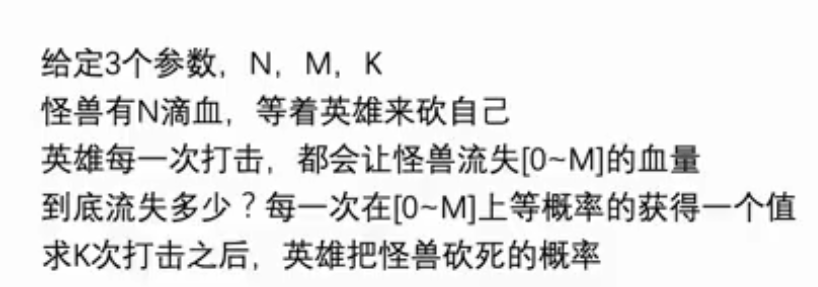 给定3个参数，N，M，K
怪兽有N滴血，等着英雄来砍自己
英雄每一次打击，都会让怪兽流失[0~M]的血量
到底流失多少？每一次在[0~M]上等概率的获得一个值
求K次打击之后，英雄把怪兽砍死的概率